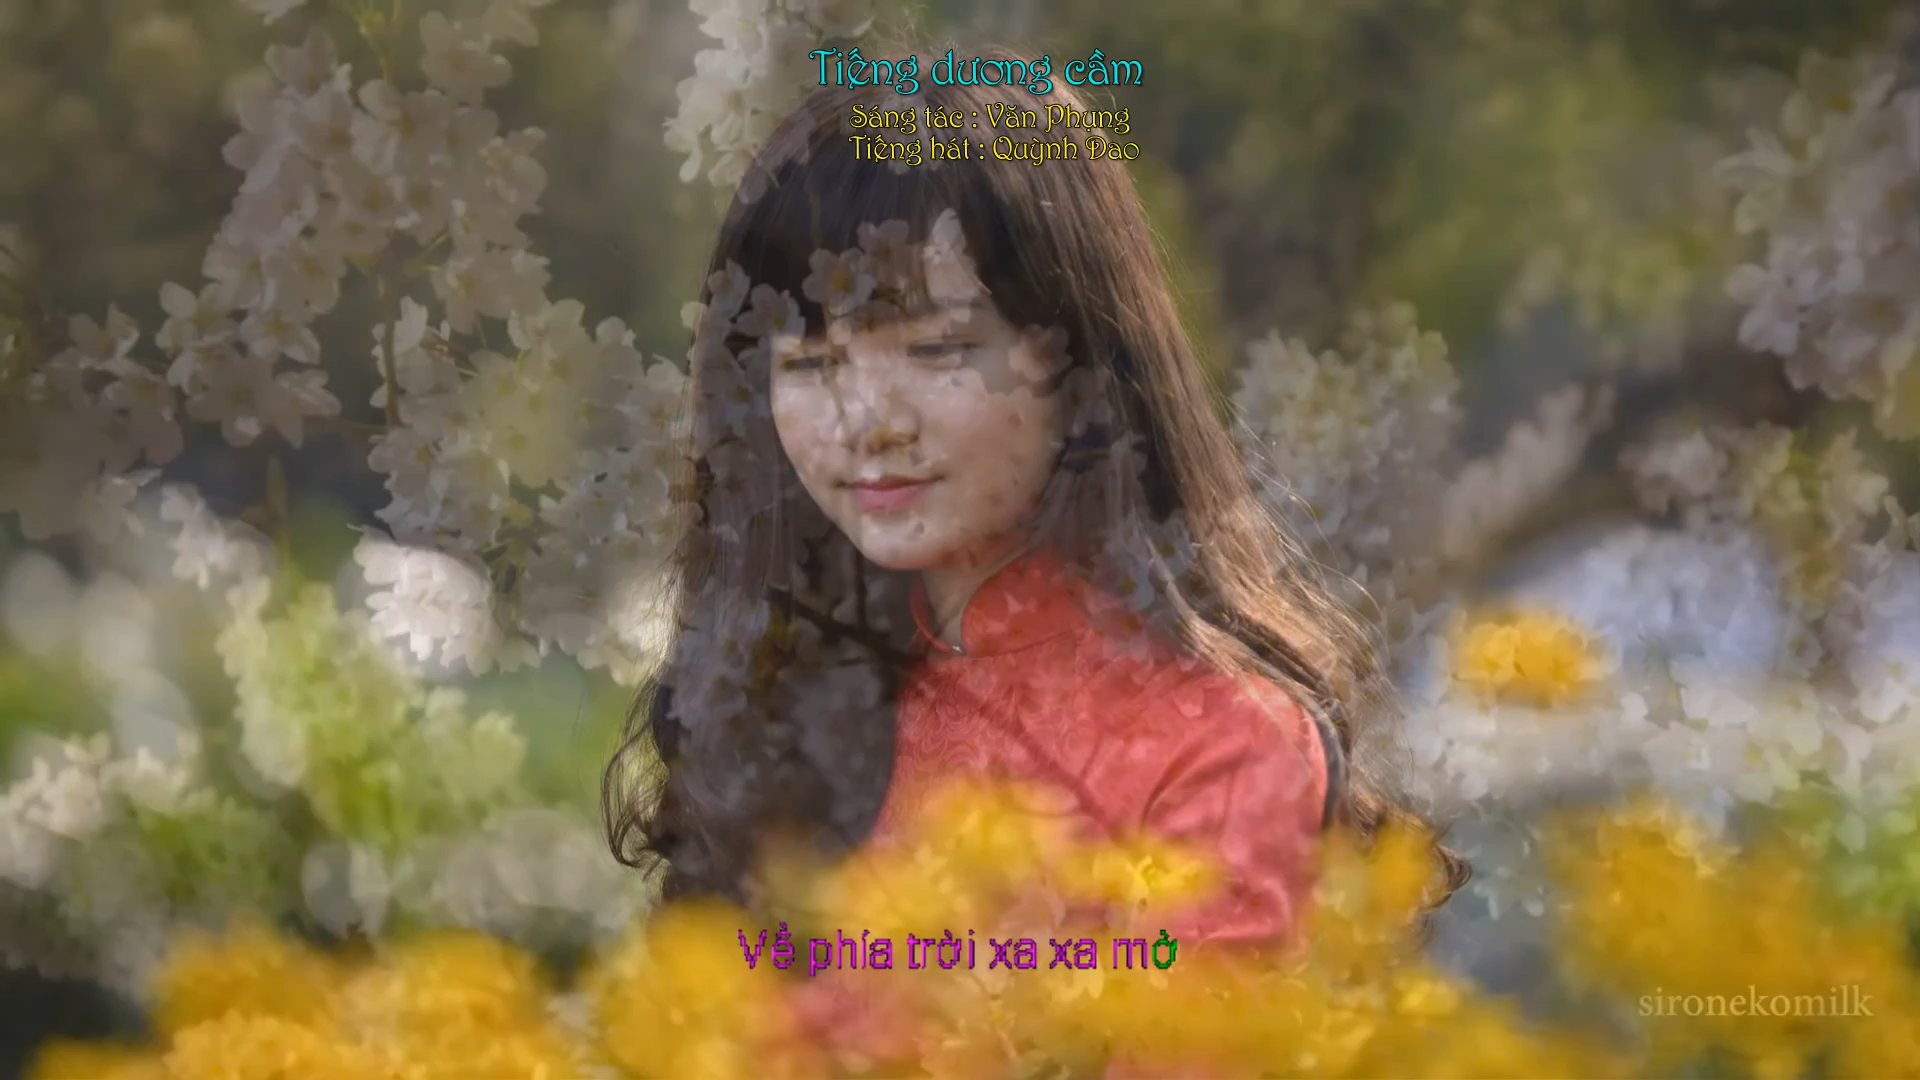 Tiếng dương cầm
Sáng tác : Văn Phụng
Tiếng hát : Quỳnh Dao
Về phía trời xa xa mờ
sironekomilk